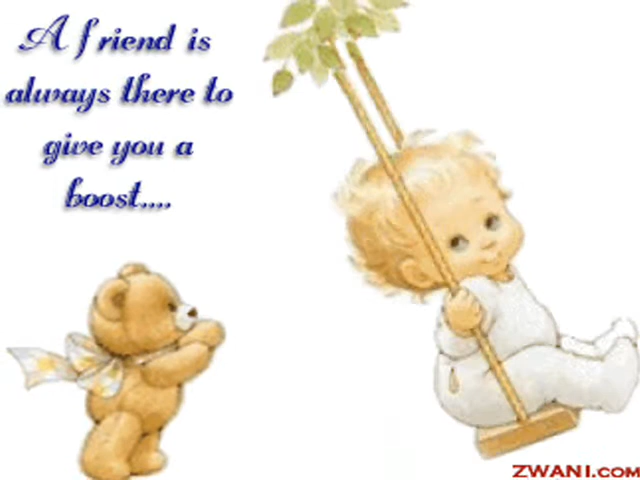 A friend is
always there to
give you a
boost....
ZWANI.COM